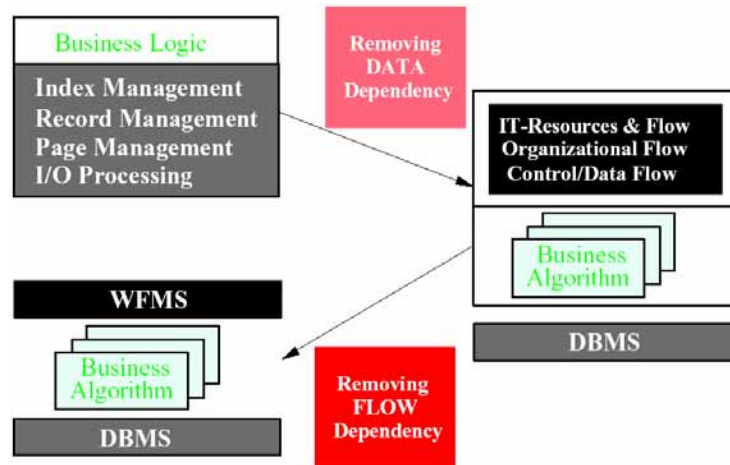 Business Logic
Index Management
Record Management
Page Management
I/O Processing
Removing
DATA
Dependency
IT-Resources & Flow
Organizational Flow
Control/Data Flow
Business
Algorithm
DBMS
WFMS
Business
Algorithm
DBMS
Removing
FLOW
Dependency